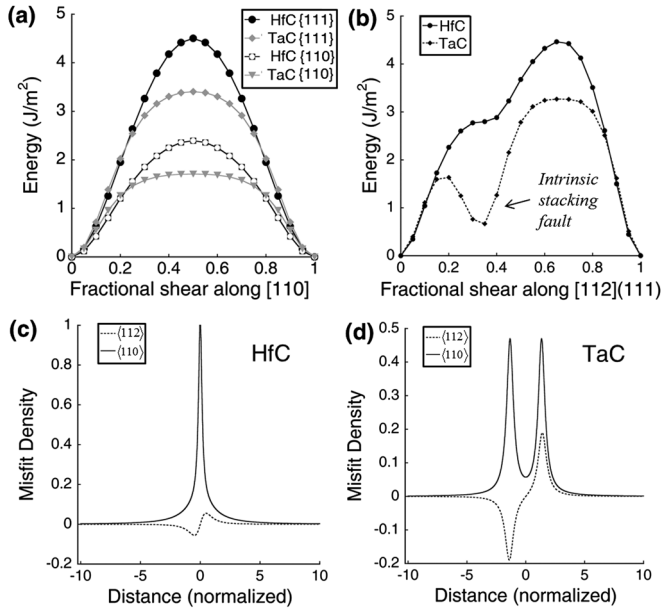 (a)
HfC {111}
TaC {111}
HfC {110}
TaC {110}
Energy (J/m²)
5
4
3
2
1
0
0 0.2 0.4 0.6 0.8 1
Fractional shear along [110]
(b)
HfC
TaC
Energy (J/m²)
5
4
3
2
1
0
Intrinsic
stacking
fault
0 0.2 0.4 0.6 0.8 1
Fractional shear along [112](111)
(c)
⟨112⟩
⟨110⟩
HfC
Misfit Density
1
0.8
0.6
0.4
0.2
0
-0.2
-10 -5 0 5 10
Distance (normalized)
(d)
⟨112⟩
⟨110⟩
TaC
Misfit Density
0.5
0.4
0.3
0.2
0.1
0
-0.1
-0.2
-10 -5 0 5 10
Distance (normalized)